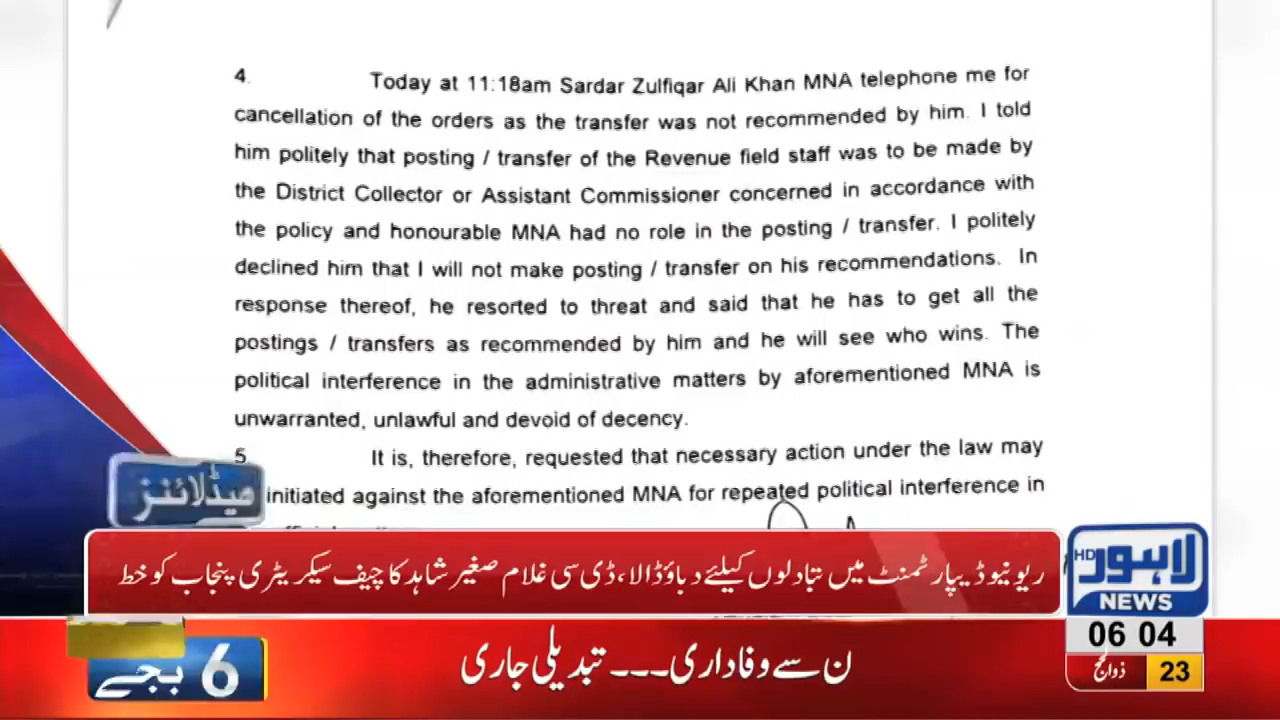 4. Today at 11:18am Sardar Zulfiqar Ali Khan MNA telephone me for
cancellation of the orders as the transfer was not recommended by him. I told
him politely that posting / transfer of the Revenue field staff was to be made by
the District Collector or Assistant Commissioner concerned in accordance with
the policy and honourable MNA had no role in the posting / transfer. I politely
declined him that I will not make posting / transfer on his recommendations. In
response thereof, he resorted to threat and said that he has to get all the
postings / transfers as recommended by him and he will see who wins. The
political interference in the administrative matters by aforementioned MNA is
unwarranted, unlawful and devoid of decency.
5. It is, therefore, requested that necessary action under the law may
initiated against the aforementioned MNA for repeated political interference in
ہیڈلائنز
ریونیو ڈیپارٹمنٹ میں تبادلوں کیلئے دباؤ ڈالا، ڈی سی غلام صغیر شاہد کا چیف سیکریٹری پنجاب کو خط
لاہور HD
NEWS
06 04
23 ذوالحج
6 بجے
ن سے وفاداری ۔۔۔ تبدیلی جاری